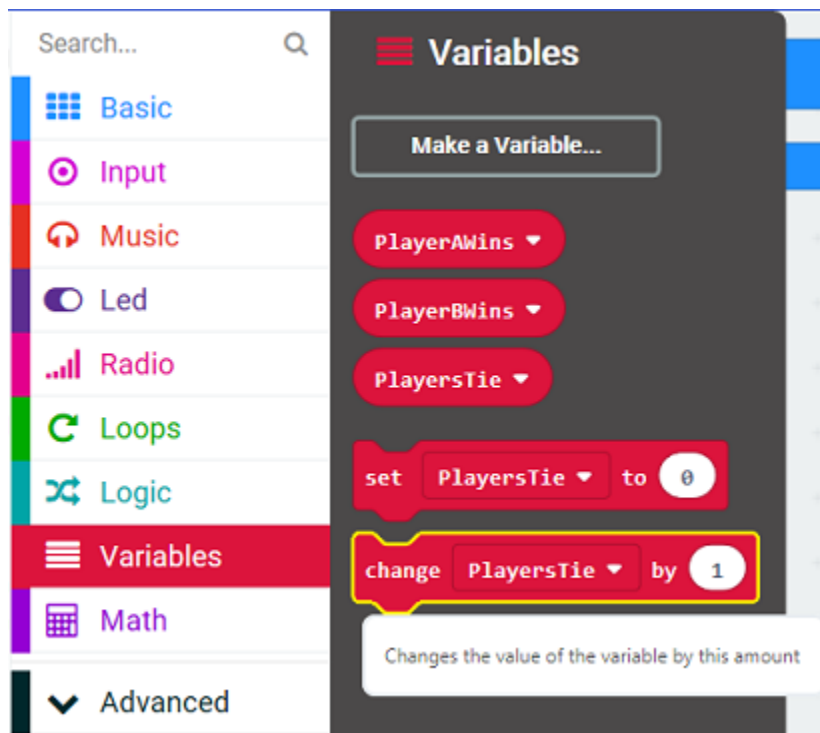 Search...
Basic
Input
Music
Led
Radio
Loops
Logic
Variables
Math
Advanced
Variables
Make a Variable...
PlayerAWins
PlayerBWins
PlayersTie
set PlayersTie to 0
change PlayersTie by 1
Changes the value of the variable by this amount